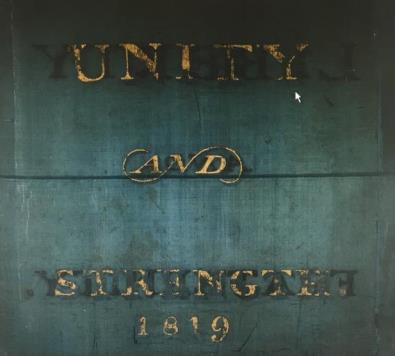 UNITY
AND
STRENGTH
1819